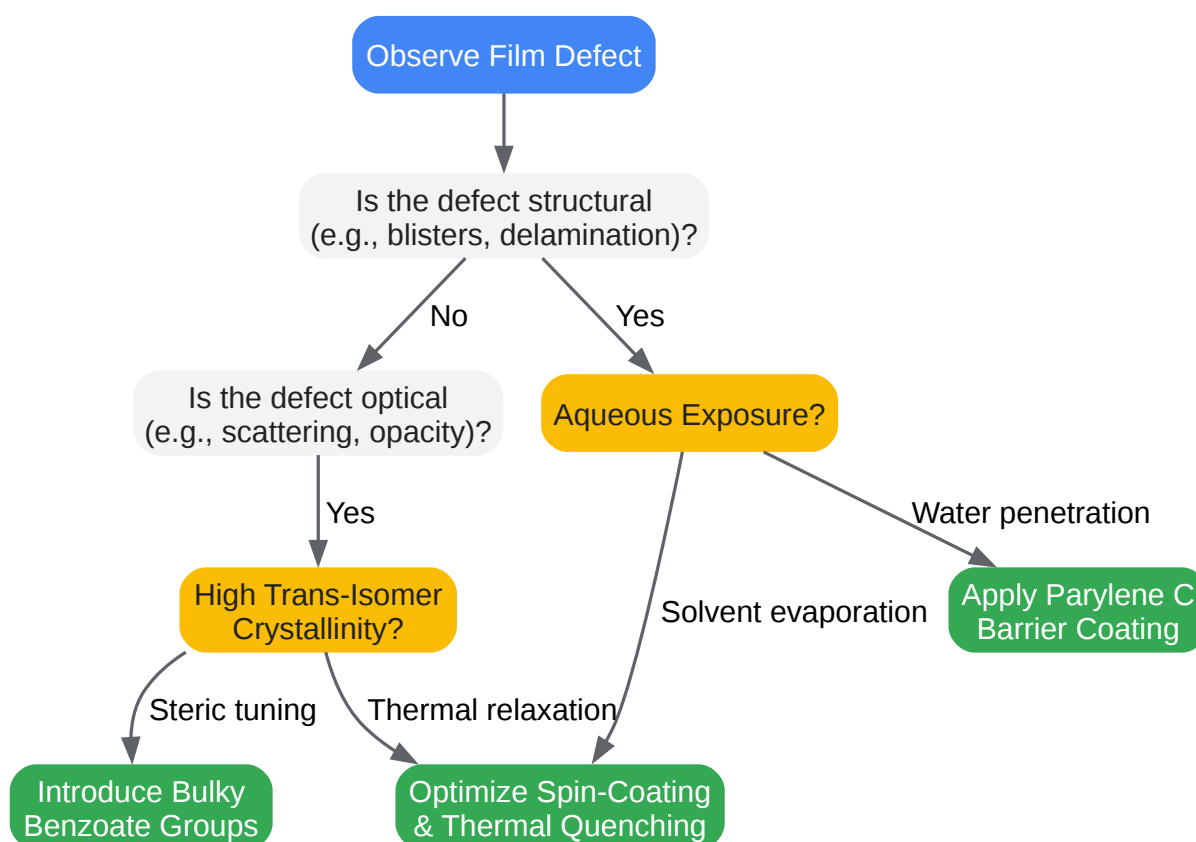 Observe Film Defect
Is the defect structural
(e.g., blisters, delamination)?
No
Yes
Is the defect optical
(e.g., scattering, opacity)?
Aqueous Exposure?
Yes
Water penetration
High Trans-Isomer
Crystallinity?
Solvent evaporation
Apply Parylene C
Barrier Coating
Steric tuning
Thermal relaxation
Introduce Bulky
Benzoate Groups
Optimize Spin-Coating
& Thermal Quenching